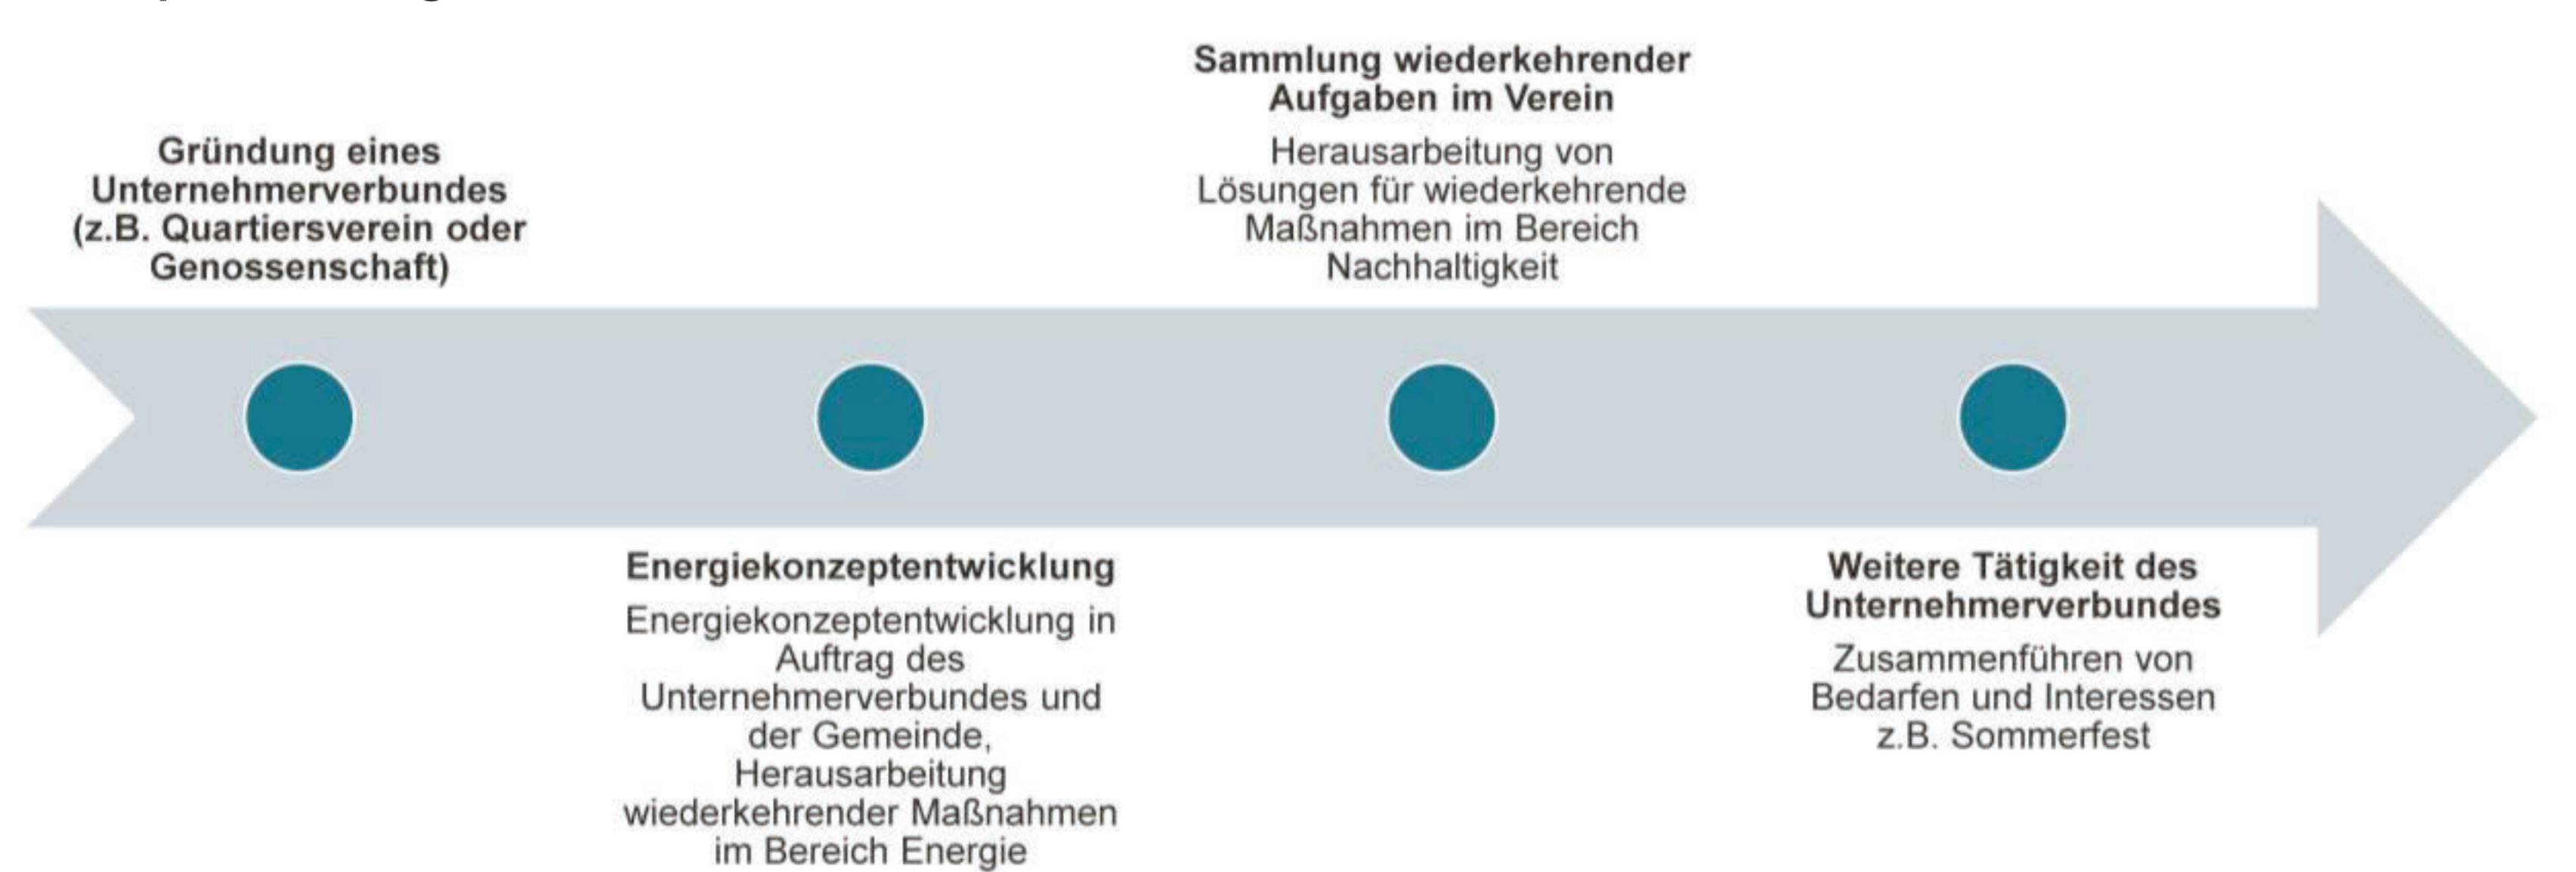 Gründung eines
Unternehmerverbundes
(z.B. Quartiersverein oder
Genossenschaft)
Energiekonzeptentwicklung
Energiekonzeptentwicklung in
Auftrag des
Unternehmerverbundes und
der Gemeinde,
Herausarbeitung
wiederkehrender Maßnahmen
im Bereich Energie
Sammlung wiederkehrender
Aufgaben im Verein
Herausarbeitung von
Lösungen für wiederkehrende
Maßnahmen im Bereich
Nachhaltigkeit
Weitere Tätigkeit des
Unternehmerverbundes
Zusammenführen von
Bedarfen und Interessen
z.B. Sommerfest